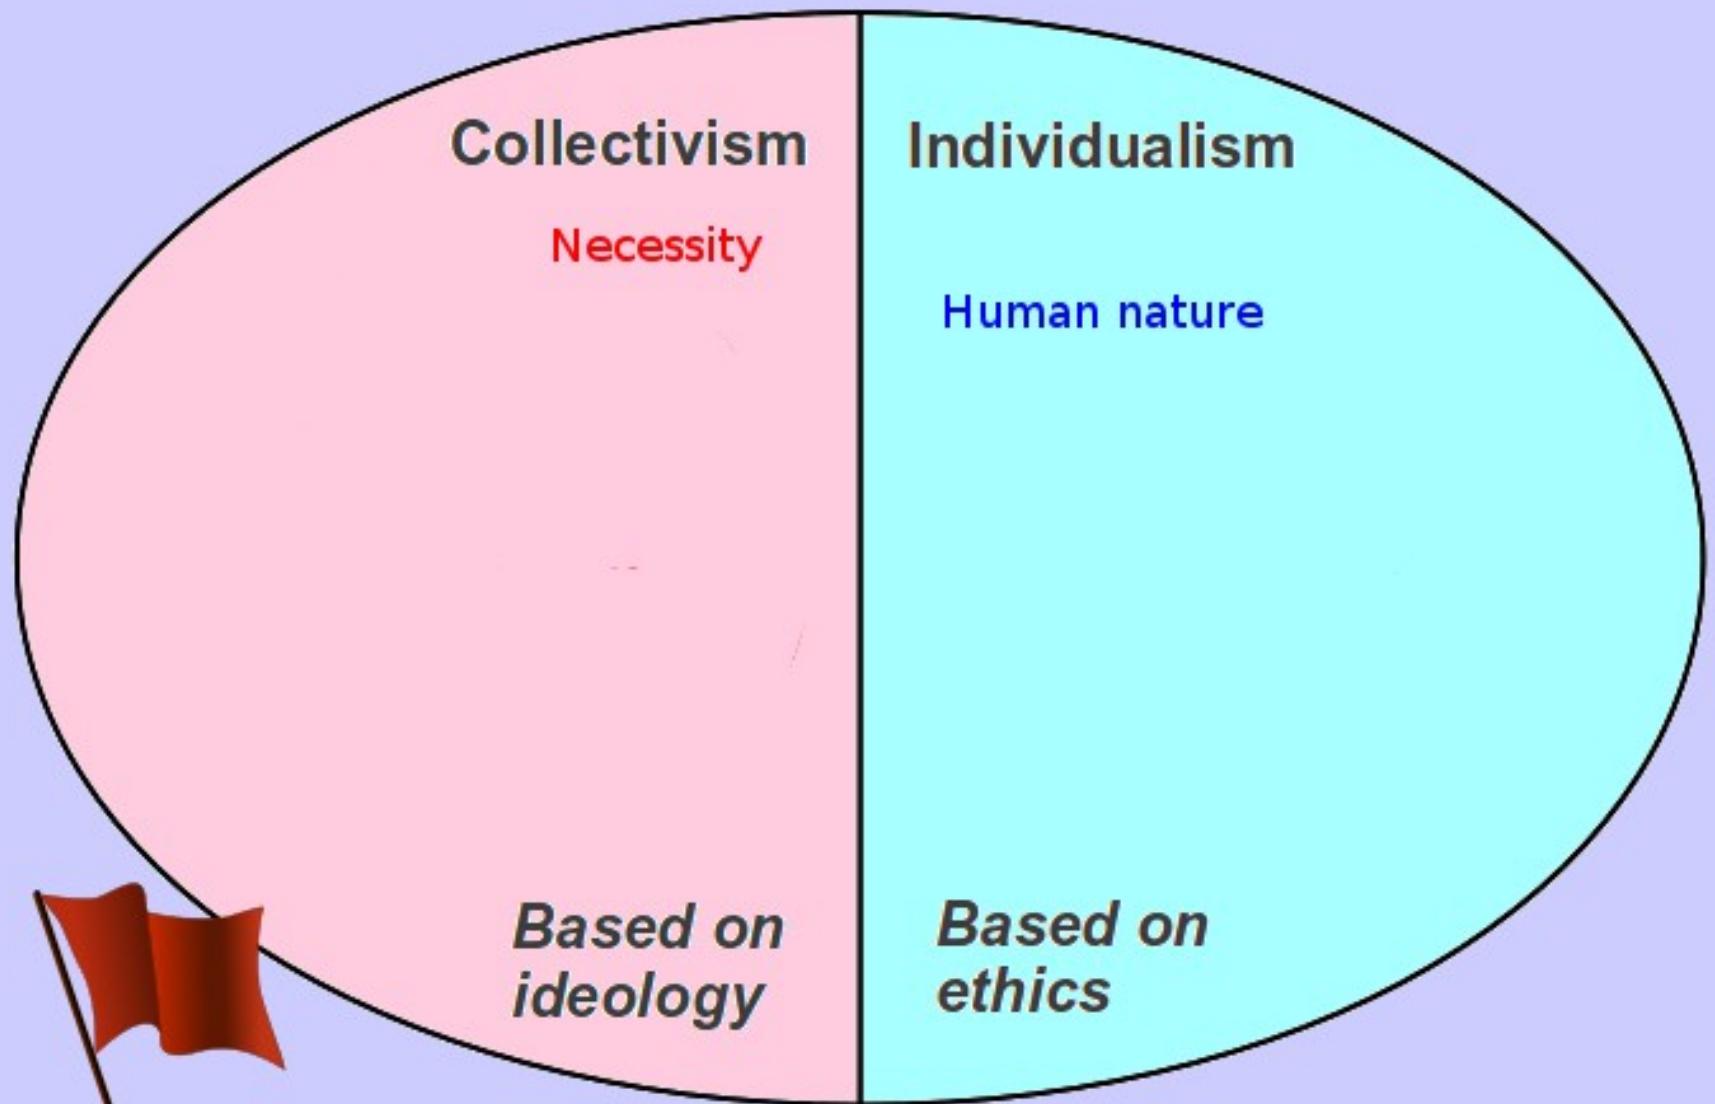 Collectivism
Necessity
Based on
ideology
Individualism
Human nature
Based on
ethics